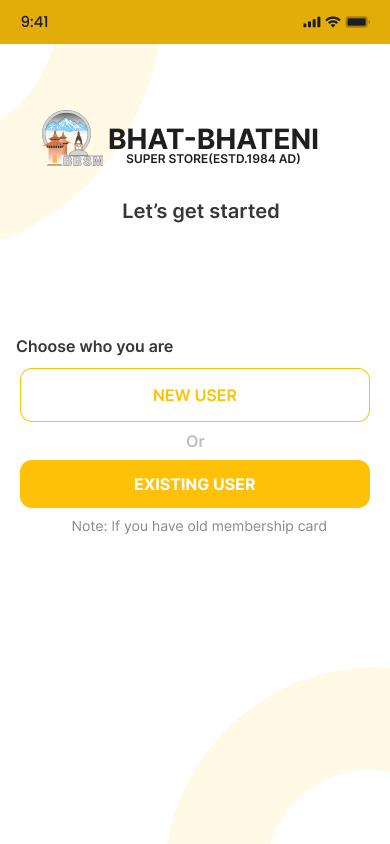 9:41
BHAT-BHATENI
SUPER STORE(ESTD.1984 AD)
BBSM
Let’s get started
Choose who you are
NEW USER
Or
EXISTING USER
Note: If you have old membership card